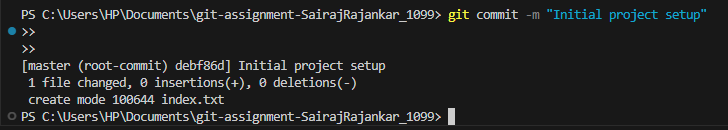 PS C:\Users\HP\Documents\git-assignment-SairajRajankar_1099> git commit -m "Initial project setup"
>>
>>
[master (root-commit) debf86d] Initial project setup
 1 file changed, 0 insertions(+), 0 deletions(-)
 create mode 100644 index.txt
PS C:\Users\HP\Documents\git-assignment-SairajRajankar_1099>